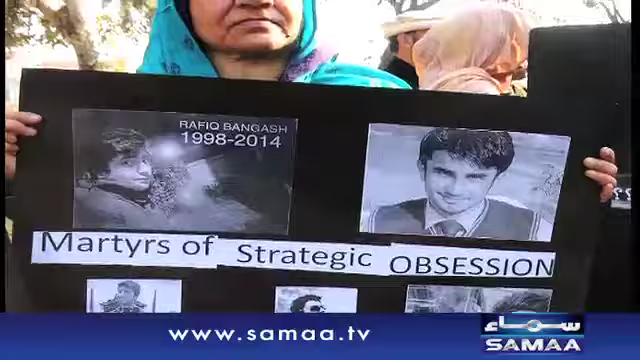 RAFIQ BANGASH
1998-2014
Martyrs of Strategic OBSESSION
www.samaa.tv
سماء
SAMAA